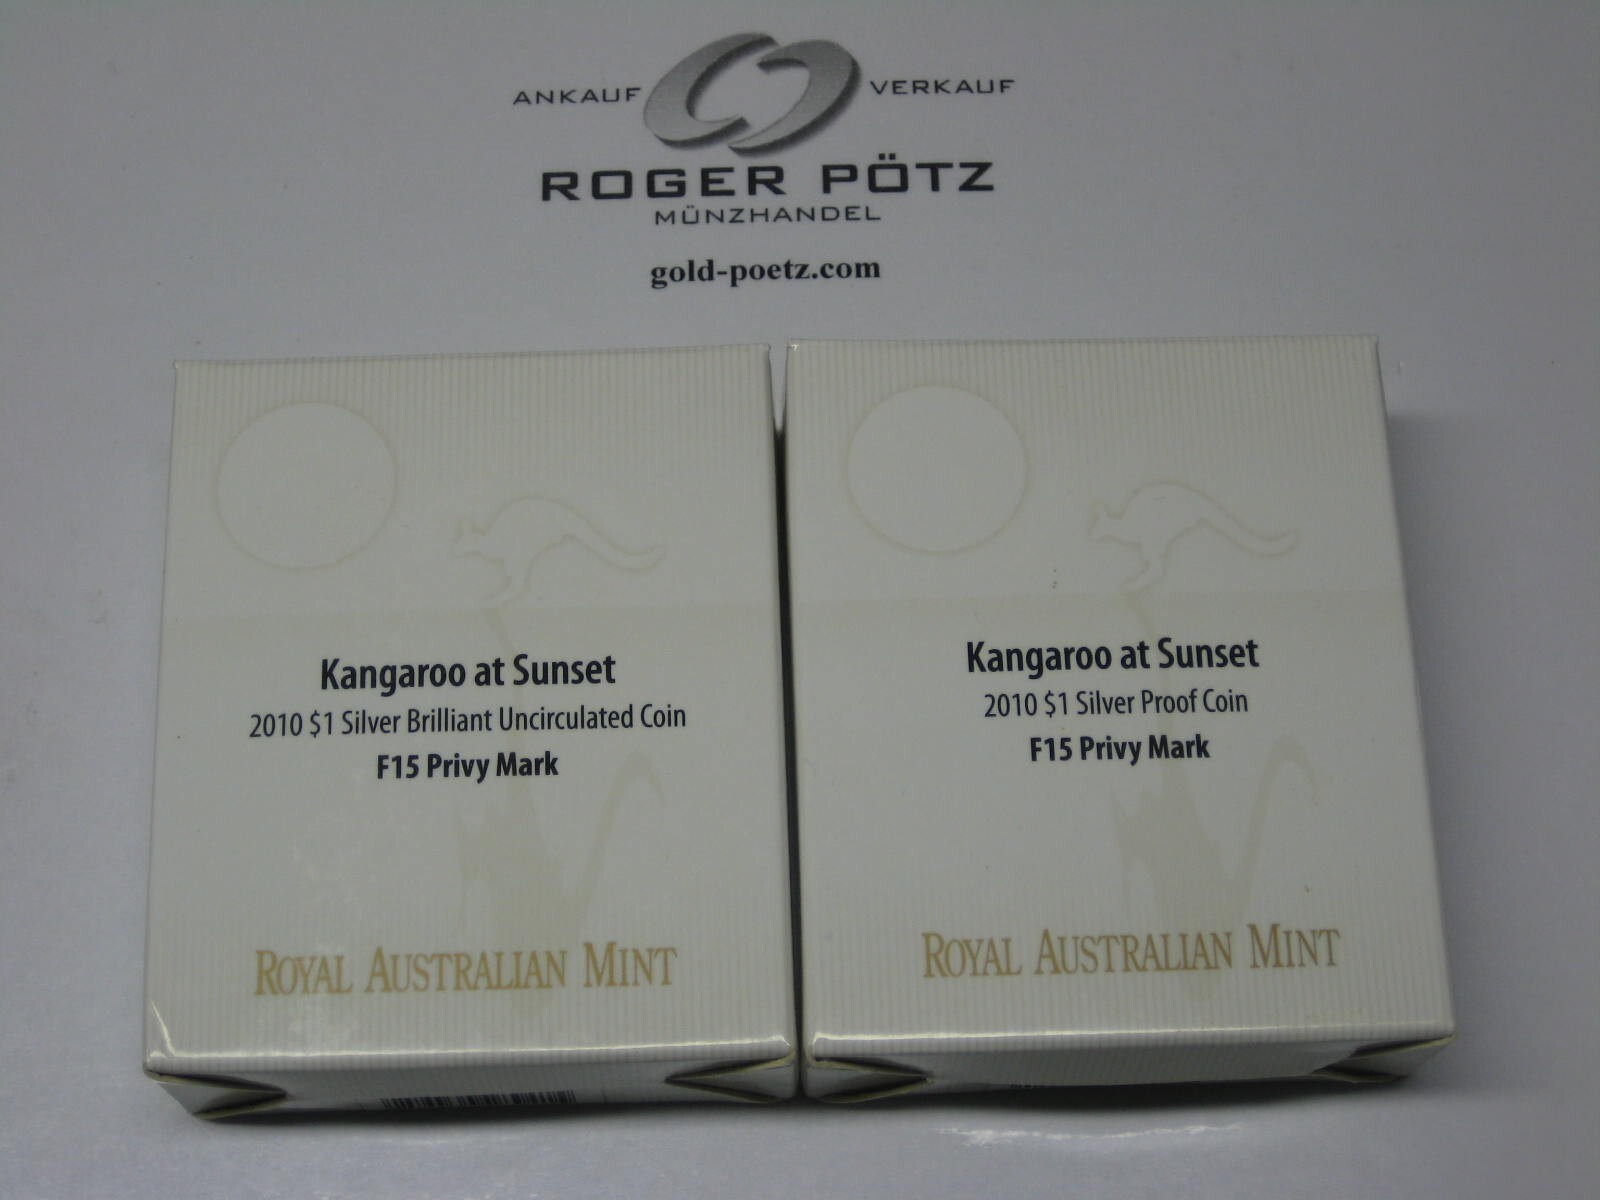 ANKAUF VERKAUF
ROGER PÖTZ
MÜNZHANDEL
gold-poetz.com
Kangaroo at Sunset
2010 $1 Silver Brilliant Uncirculated Coin
F15 Privy Mark
ROYAL AUSTRALIAN MINT
Kangaroo at Sunset
2010 $1 Silver Proof Coin
F15 Privy Mark
ROYAL AUSTRALIAN MINT